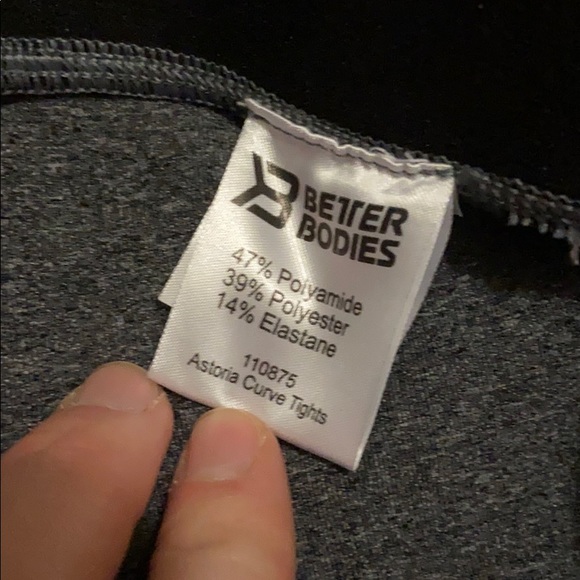 BETTER
BODIES
47% Polyamide
39% Polyester
14% Elastane
110875
Astoria Curve Tights